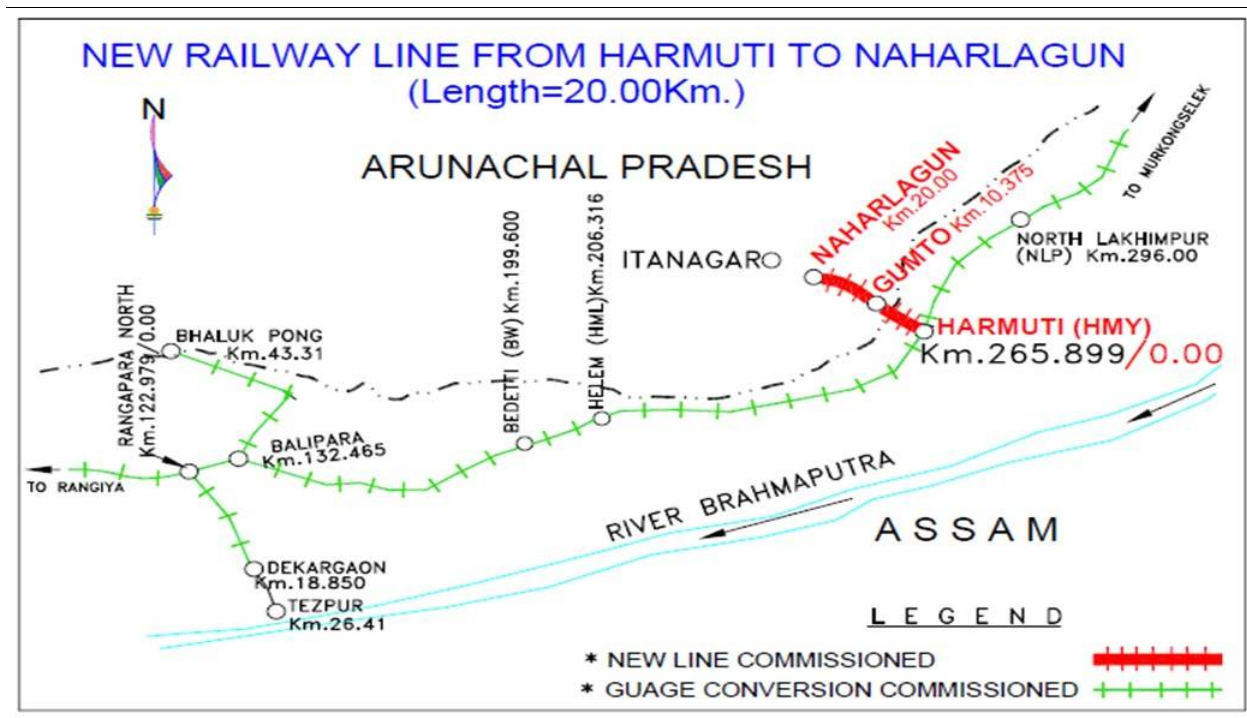 NEW RAILWAY LINE FROM HARMUTI TO NAHARLAGUN
(Length=20.00Km.)
N
ARUNACHAL PRADESH
TO MURKONGSELEK
NAHARLAGUN
Km.20.00
GUMTO Km.10.375
ITANAGAR
NORTH LAKHIMPUR
(NLP) Km.296.00
HARMUTI (HMY)
Km.265.899/0.00
HELEM (HML)Km.206.316
BEDETTI (BW) Km.199.600
RANGAPARA NORTH
Km.122.979/0.00
BHALUK PONG
Km.43.31
BALIPARA
Km.132.465
TO RANGIYA
DEKARGAON
Km.18.850
TEZPUR
Km.26.41
RIVER BRAHMAPUTRA
ASSAM
LEGEND
* NEW LINE COMMISSIONED
* GUAGE CONVERSION COMMISSIONED